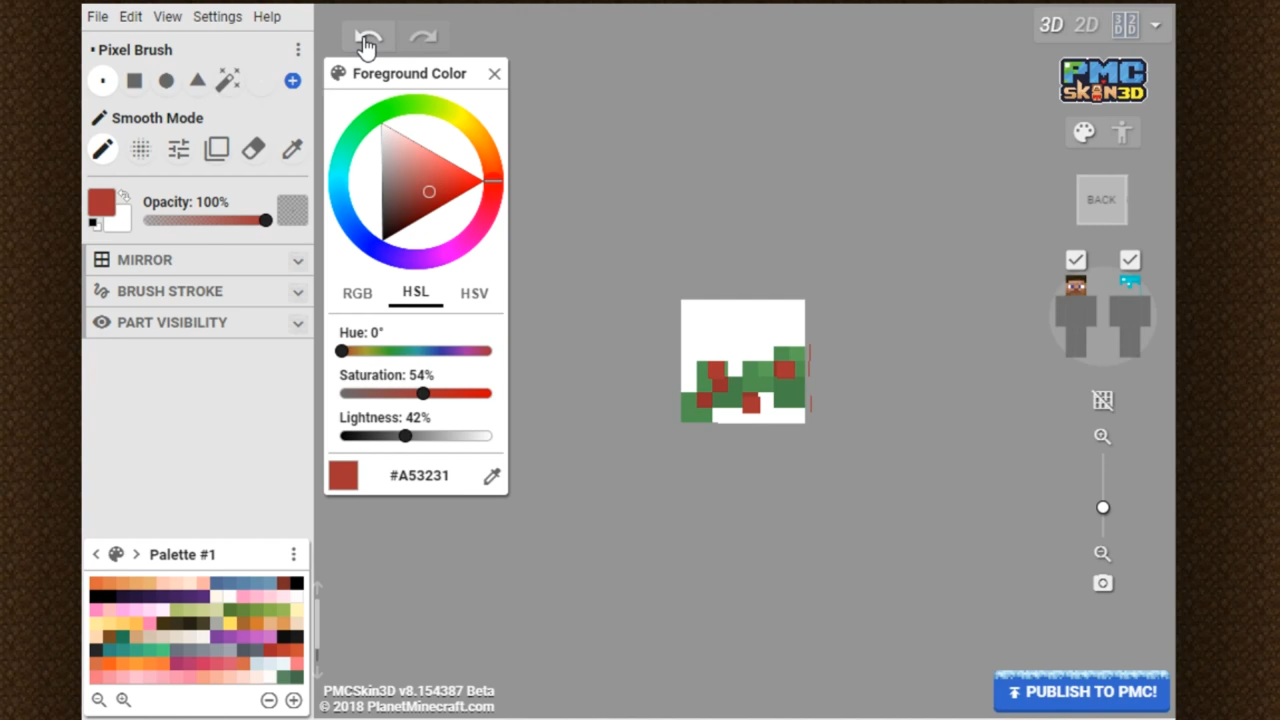 File Edit View Settings Help
Pixel Brush
Smooth Mode
Opacity: 100%
MIRROR
BRUSH STROKE
PART VISIBILITY
Palette #1
Foreground Color
RGB HSL HSV
Hue: 0°
Saturation: 54%
Lightness: 42%
#A53231
PMCSkin3D v8.154387 Beta
© 2018 PlanetMinecraft.com
3D 2D 3D 2D
PMC
SKIN3D
BACK
PUBLISH TO PMC!